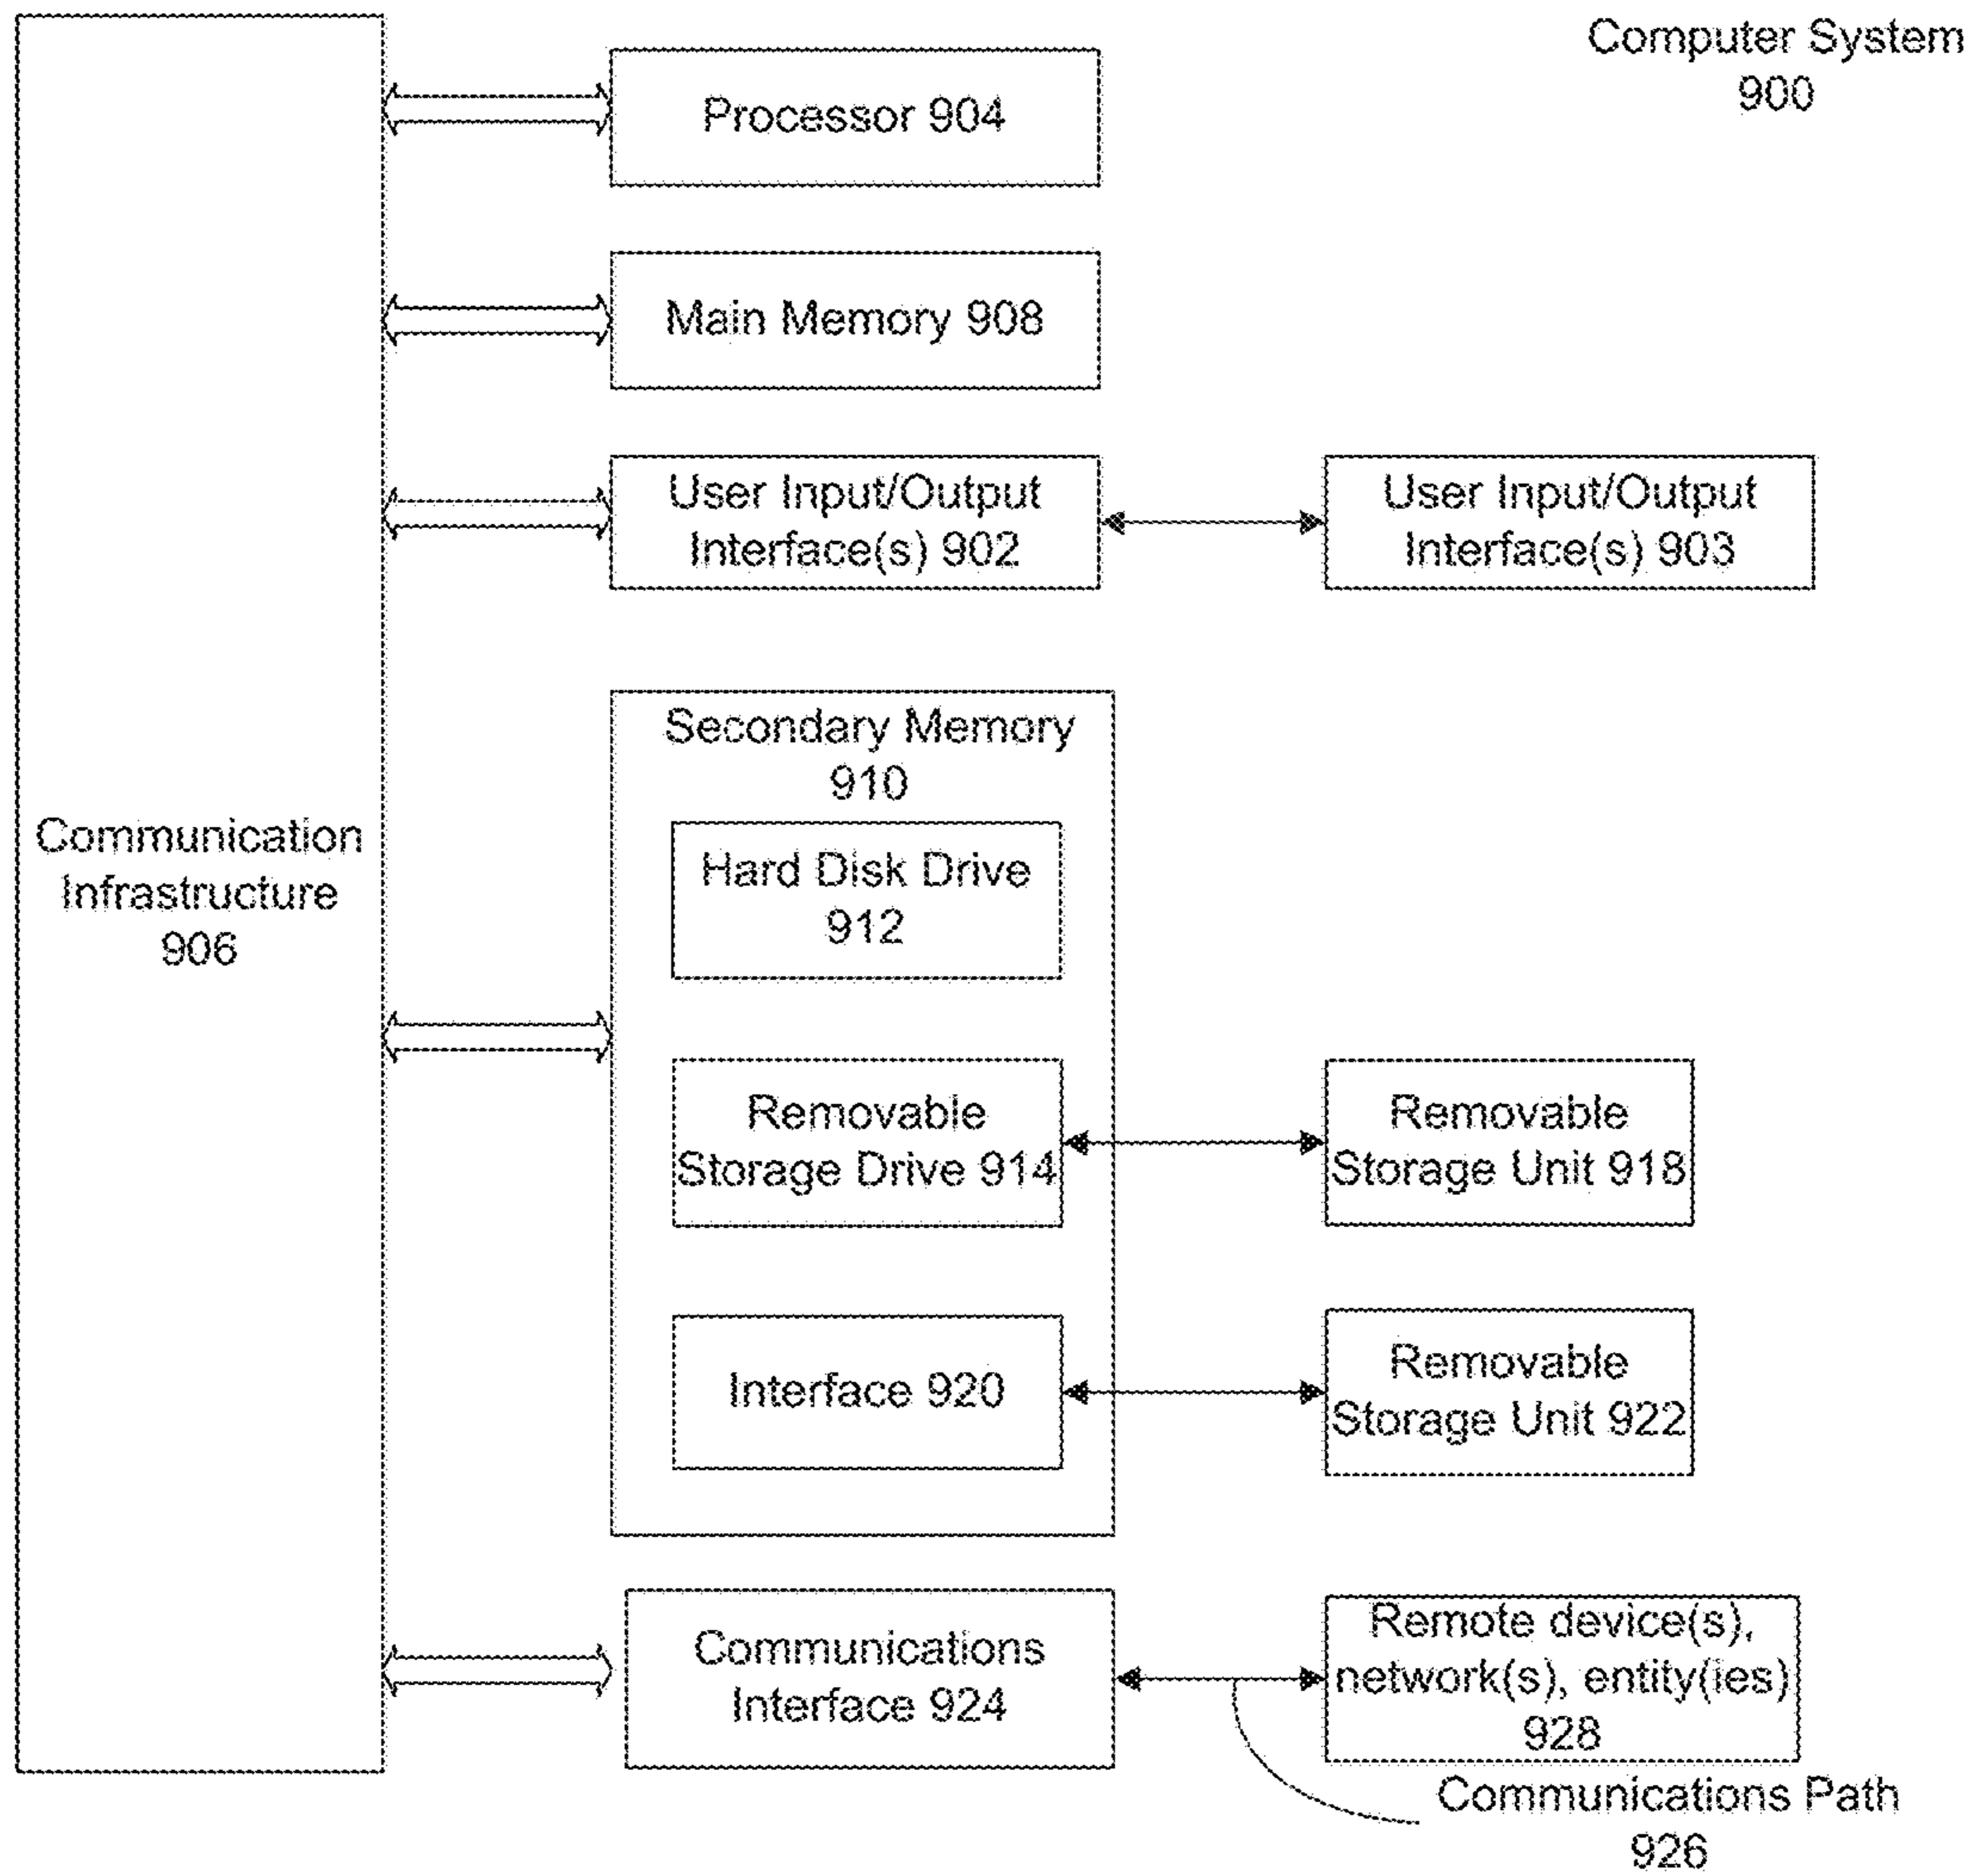 Computer System
900
Processor 904
Main Memory 908
User Input/Output
Interface(s) 902
User Input/Output
Interface(s) 903
Secondary Memory
910
Communication
Infrastructure
906
Hard Disk Drive
912
Removable
Storage Drive 914
Removable
Storage Unit 918
Interface 920
Removable
Storage Unit 922
Communications
Interface 924
Remote device(s),
network(s), entity(ies)
928
Communications Path
926